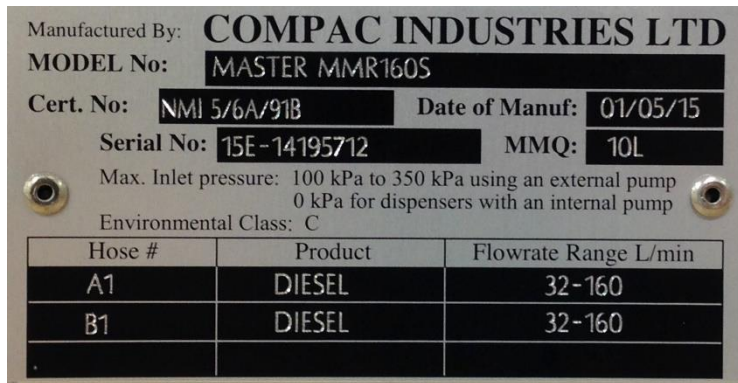 Manufactured By: COMPAC INDUSTRIES LTD
MODEL No: MASTER MMR160S
Cert. No: NMI 5/6A/91B Date of Manuf: 01/05/15
Serial No: 15E-14195712 MMQ: 10L
Max. Inlet pressure: 100 kPa to 350 kPa using an external pump
0 kPa for dispensers with an internal pump
Environmental Class: C
Hose # Product Flowrate Range L/min
A1 DIESEL 32-160
B1 DIESEL 32-160